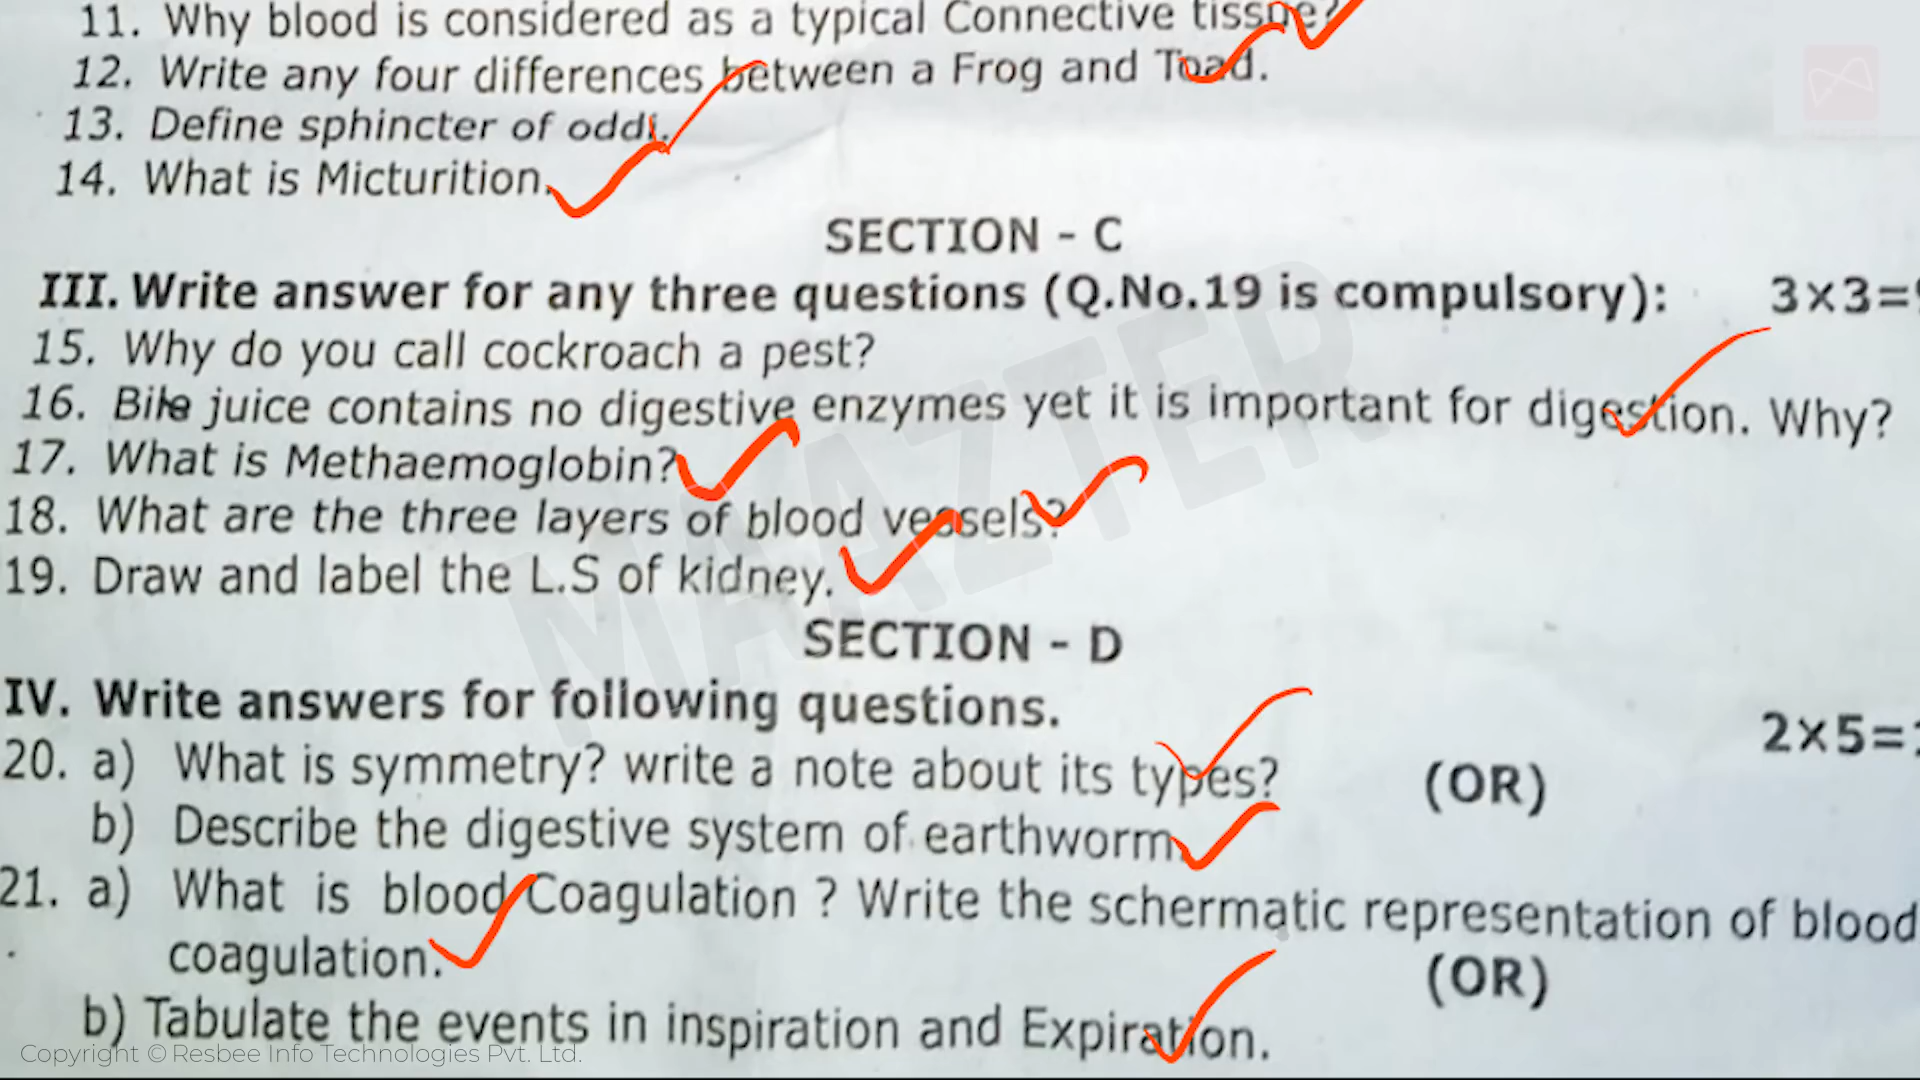 11. Why blood is considered as a typical Connective tissue?
12. Write any four differences between a Frog and Toad.
13. Define sphincter of oddi.
14. What is Micturition.
SECTION - C
III. Write answer for any three questions (Q.No.19 is compulsory): 3×3=9
15. Why do you call cockroach a pest?
16. Bile juice contains no digestive enzymes yet it is important for digestion. Why?
17. What is Methaemoglobin?
18. What are the three layers of blood vessels?
19. Draw and label the L.S of kidney.
SECTION - D
IV. Write answers for following questions. 2×5=
20. a) What is symmetry? write a note about its types? (OR)
b) Describe the digestive system of earthworm.
21. a) What is blood Coagulation ? Write the schermatic representation of blood
coagulation. (OR)
b) Tabulate the events in inspiration and Expiration.
MAAZTER
Copyright © Resbee Info Technologies Pvt. Ltd.